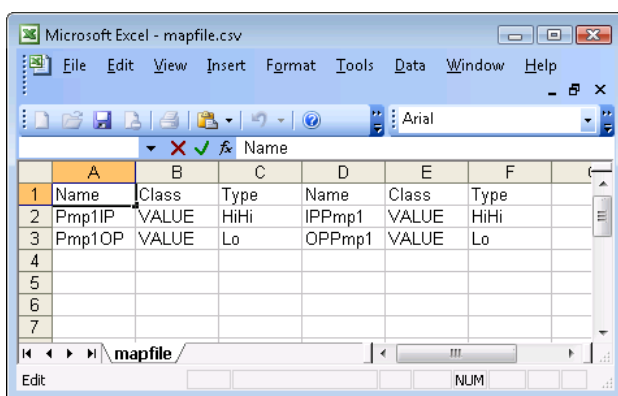 Microsoft Excel - mapfile.csv
File Edit View Insert Format Tools Data Window Help
Arial
Name
A B C D E F
1 Name Class Type Name Class Type
2 Pmp1IP VALUE HiHi IPPmp1 VALUE HiHi
3 Pmp1OP VALUE Lo OPPmp1 VALUE Lo
4
5
6
7
mapfile
Edit NUM